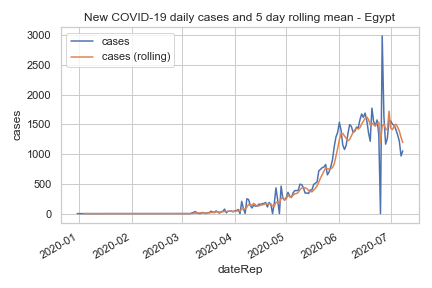 New COVID-19 daily cases and 5 day rolling mean - Egypt
cases
cases (rolling)
3000
2500
2000
1500
1000
500
0
cases
2020-01
2020-02
2020-03
2020-04
2020-05
2020-06
2020-07
dateRep